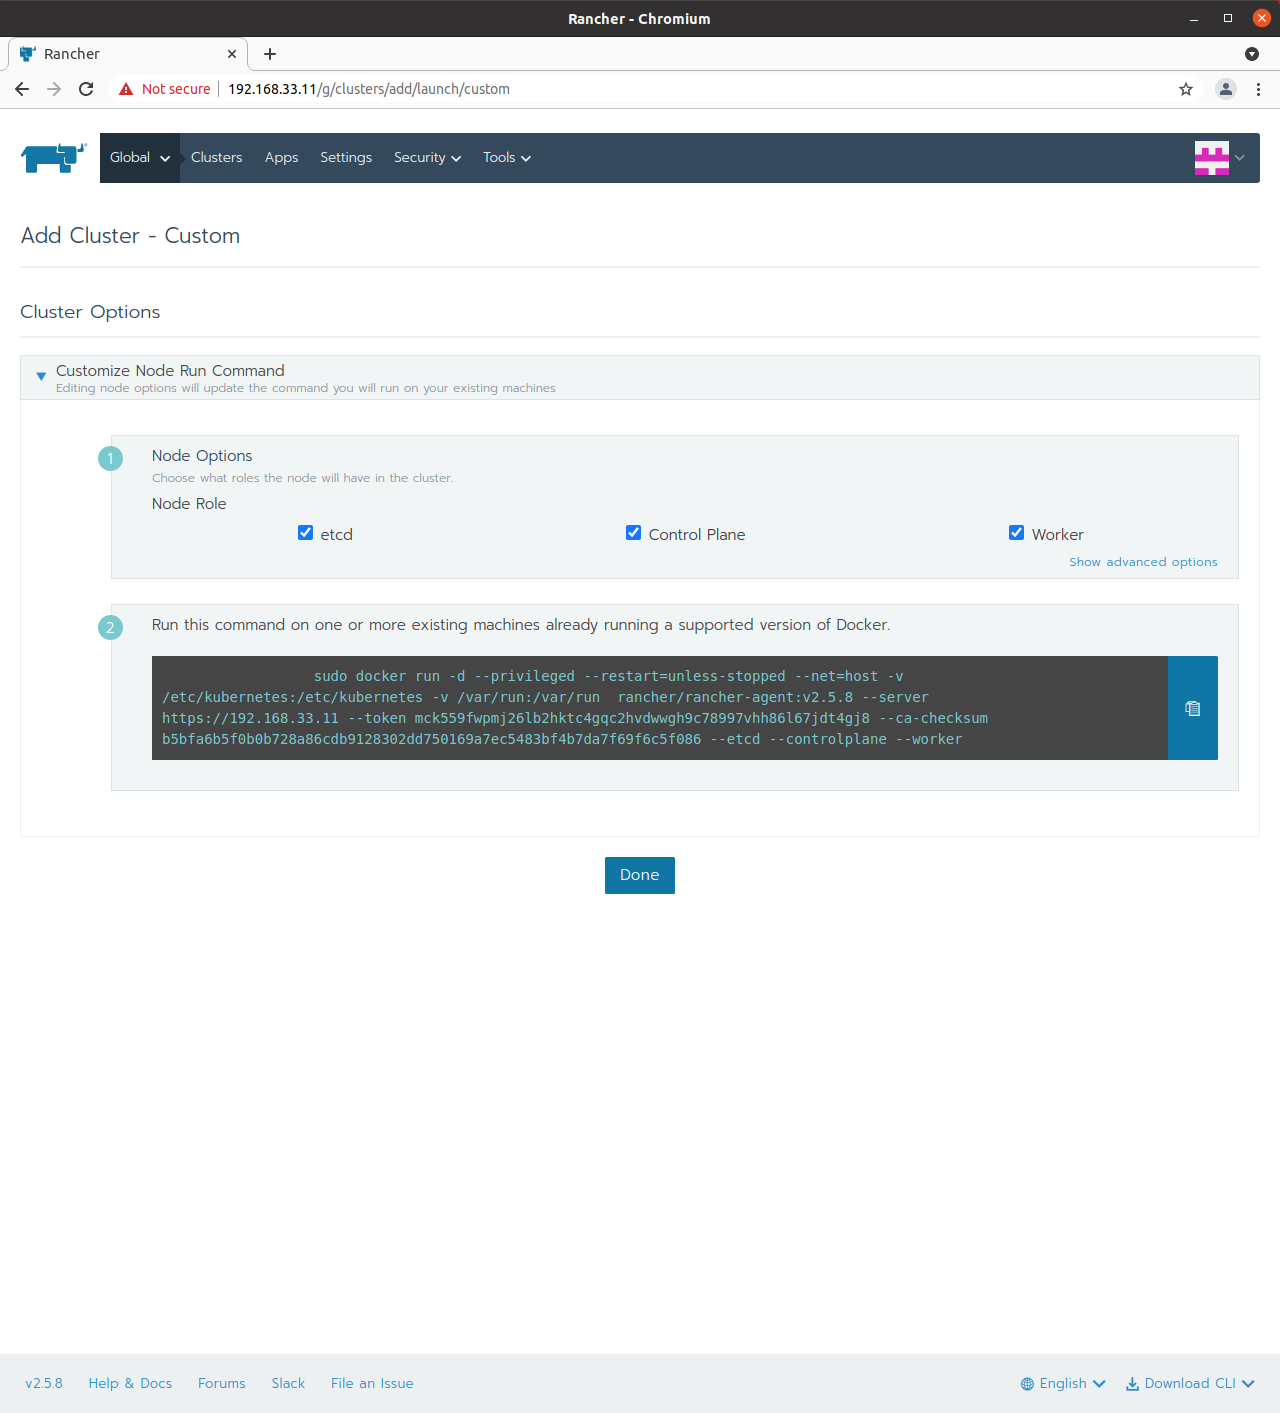 Rancher - Chromium
Rancher
Not secure 192.168.33.11/g/clusters/add/launch/custom
Global Clusters Apps Settings Security Tools
Add Cluster - Custom
Cluster Options
Customize Node Run Command
Editing node options will update the command you will run on your existing machines
1 Node Options
Choose what roles the node will have in the cluster.
Node Role
etcd Control Plane Worker
Show advanced options
2 Run this command on one or more existing machines already running a supported version of Docker.
sudo docker run -d --privileged --restart=unless-stopped --net=host -v
/etc/kubernetes:/etc/kubernetes -v /var/run:/var/run rancher/rancher-agent:v2.5.8 --server
https://192.168.33.11 --token mck559fwpmj26lb2hktc4gqc2hvdwwgh9c78997vhh86l67jdt4gj8 --ca-checksum
b5bfa6b5f0b0b728a86cdb9128302dd750169a7ec5483bf4b7da7f69f6c5f086 --etcd --controlplane --worker
Done
v2.5.8 Help & Docs Forums Slack File an Issue English Download CLI